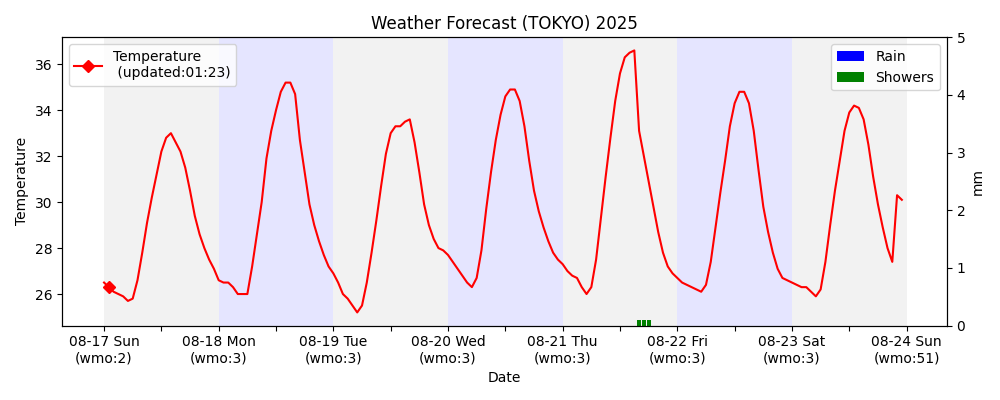 Weather Forecast (TOKYO) 2025
Temperature
(updated:01:23)
Rain
Showers
Temperature
36
34
32
30
28
26
5
4
3
2
1
0
mm
08-17 Sun
(wmo:2)
08-18 Mon
(wmo:3)
08-19 Tue
(wmo:3)
08-20 Wed
(wmo:3)
08-21 Thu
(wmo:3)
08-22 Fri
(wmo:3)
08-23 Sat
(wmo:3)
08-24 Sun
(wmo:51)
Date